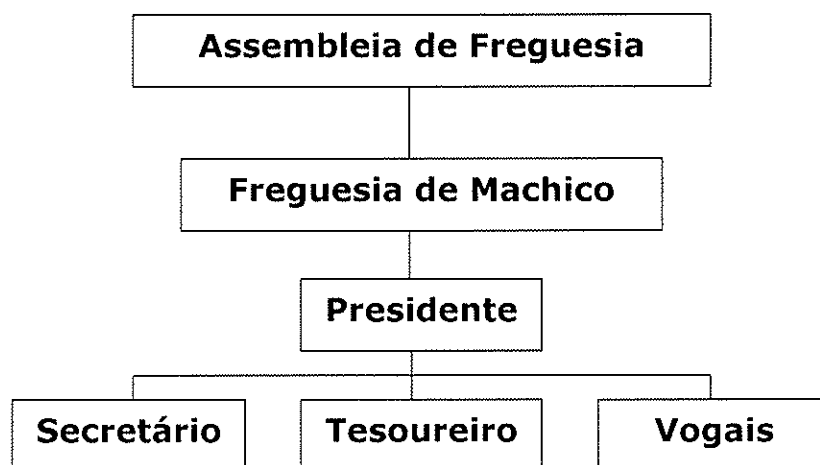 Assembleia de Freguesia
Freguesia de Machico
Presidente
Secretário
Tesoureiro
Vogais